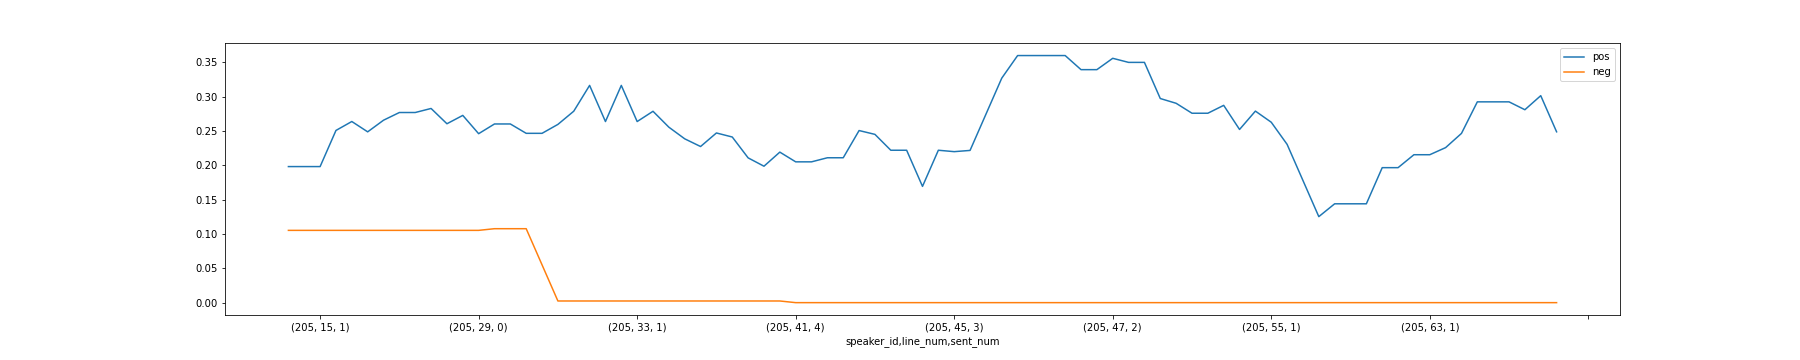 pos
neg
0.35
0.30
0.25
0.20
0.15
0.10
0.05
0.00
(205, 15, 1) (205, 29, 0) (205, 33, 1) (205, 41, 4) (205, 45, 3) (205, 47, 2) (205, 55, 1) (205, 63, 1)
speaker_id,line_num,sent_num